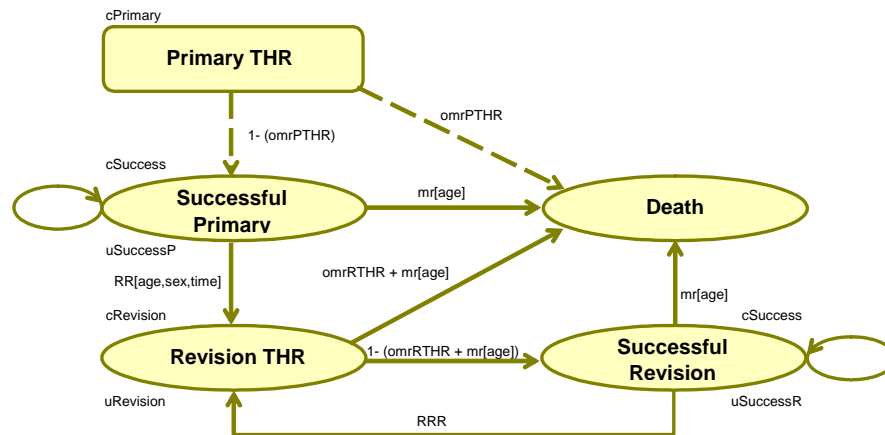 cPrimary
Primary THR
omrPTHR
1- (omrPTHR)
cSuccess
Successful
Primary
mr[age]
Death
uSuccessP
RR[age,sex,time]
omrRTHR + mr[age]
mr[age]
cRevision
cSuccess
Revision THR
1- (omrRTHR + mr[age])
Successful
Revision
uRevision
uSuccessR
RRR